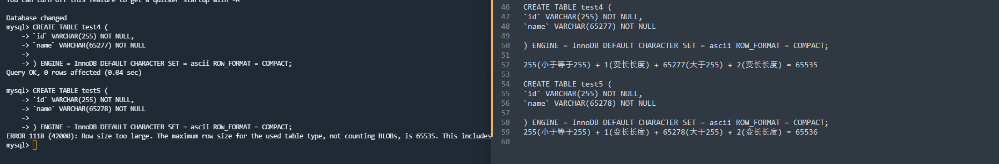 You can turn off this feature to get a quicker startup with -A
Database changed
mysql> CREATE TABLE test4 (
-> `id` VARCHAR(255) NOT NULL,
-> `name` VARCHAR(65277) NOT NULL
->
-> ) ENGINE = InnoDB DEFAULT CHARACTER SET = ascii ROW_FORMAT = COMPACT;
Query OK, 0 rows affected (0.04 sec)
mysql> CREATE TABLE test5 (
-> `id` VARCHAR(255) NOT NULL,
-> `name` VARCHAR(65278) NOT NULL
->
-> ) ENGINE = InnoDB DEFAULT CHARACTER SET = ascii ROW_FORMAT = COMPACT;
ERROR 1118 (42000): Row size too large. The maximum row size for the used table type, not counting BLOBs, is 65535. This includes
mysql>
46 CREATE TABLE test4 (
47 `id` VARCHAR(255) NOT NULL,
48 `name` VARCHAR(65277) NOT NULL
49
50 ) ENGINE = InnoDB DEFAULT CHARACTER SET = ascii ROW_FORMAT = COMPACT;
51
52 255(小于等于255) + 1(变长长度) + 65277(大于255) + 2(变长长度) = 65535
53
54 CREATE TABLE test5 (
55 `id` VARCHAR(255) NOT NULL,
56 `name` VARCHAR(65278) NOT NULL
57
58 ) ENGINE = InnoDB DEFAULT CHARACTER SET = ascii ROW_FORMAT = COMPACT;
59 255(小于等于255) + 1(变长长度) + 65278(大于255) + 2(变长长度) = 65536
60